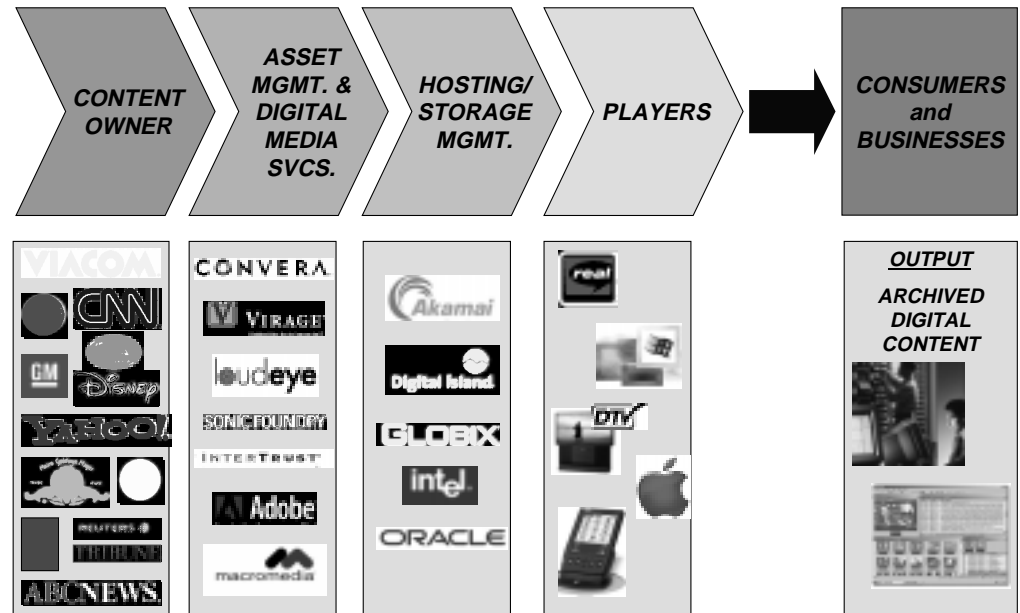 CONTENT
OWNER
ASSET
MGMT. &
DIGITAL
MEDIA
SVCS.
HOSTING/
STORAGE
MGMT.
PLAYERS
CONSUMERS
and
BUSINESSES
VIACOM
CNN
GM
DISNEY
YAHOO!
REUTERS
TRIBUNE
ABCNEWS.
CONVERA
VIRAGE
loudeye
SONIC FOUNDRY
INTERTRUST
Adobe
macromedia
Akamai
Digital Island
GLOBIX
intel
ORACLE
real
DTV
OUTPUT
ARCHIVED
DIGITAL
CONTENT